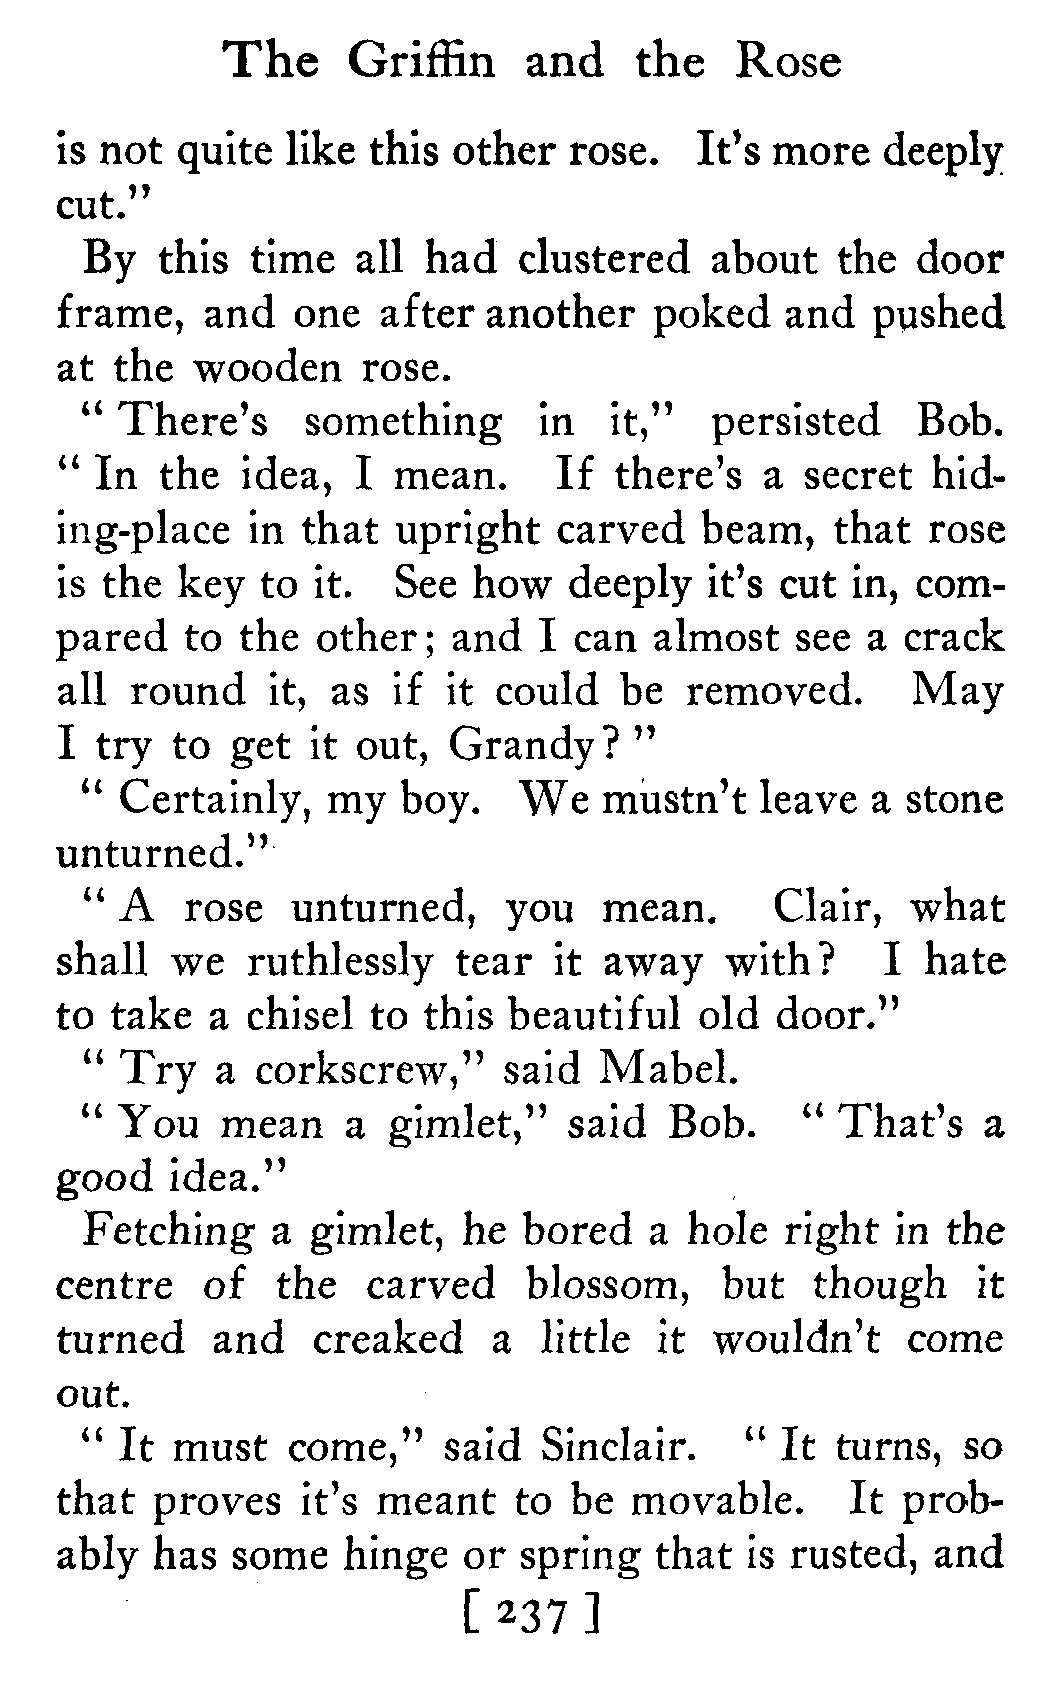 The Griffin and the Rose
is not quite like this other rose. It's more deeply
cut."
By this time all had clustered about the door
frame, and one after another poked and pushed
at the wooden rose.
" There's something in it," persisted Bob.
" In the idea, I mean. If there's a secret hid-
ing-place in that upright carved beam, that rose
is the key to it. See how deeply it's cut in, com-
pared to the other; and I can almost see a crack
all round it, as if it could be removed. May
I try to get it out, Grandy? "
" Certainly, my boy. We mustn't leave a stone
unturned."
" A rose unturned, you mean. Clair, what
shall we ruthlessly tear it away with? I hate
to take a chisel to this beautiful old door."
" Try a corkscrew," said Mabel.
" You mean a gimlet," said Bob. " That's a
good idea."
Fetching a gimlet, he bored a hole right in the
centre of the carved blossom, but though it
turned and creaked a little it wouldn't come
out.
" It must come," said Sinclair. " It turns, so
that proves it's meant to be movable. It prob-
ably has some hinge or spring that is rusted, and
[ 237 ]